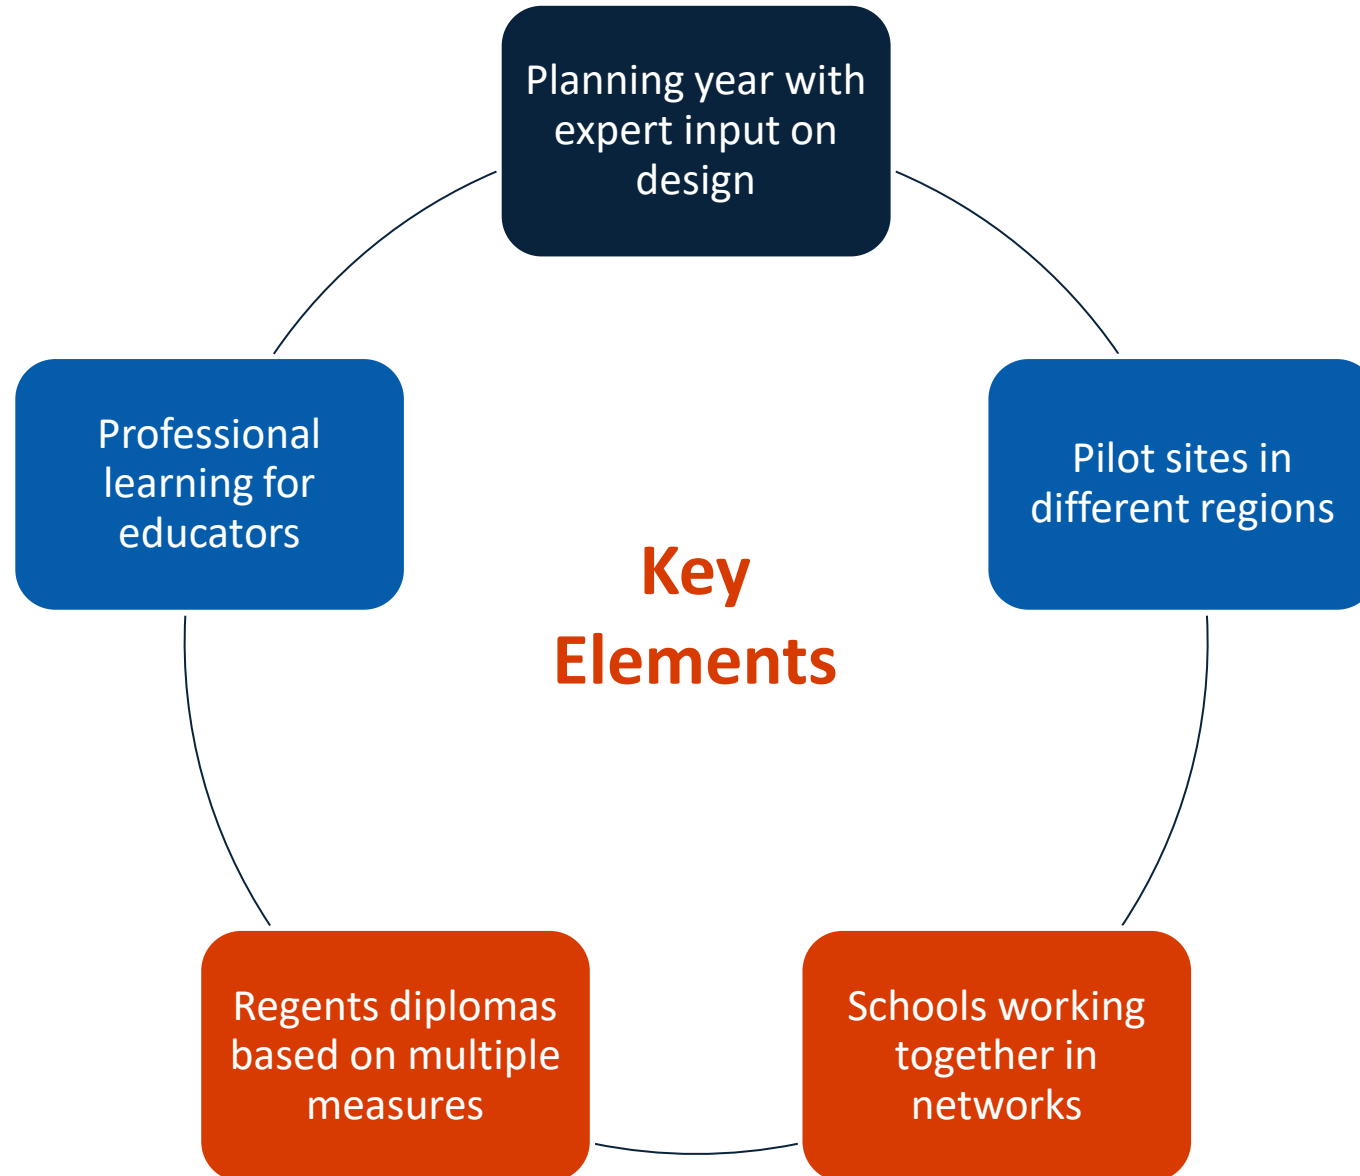 Planning year with
expert input on
design
Professional
learning for
educators
Pilot sites in
different regions
Key
Elements
Regents diplomas
based on multiple
measures
Schools working
together in
networks